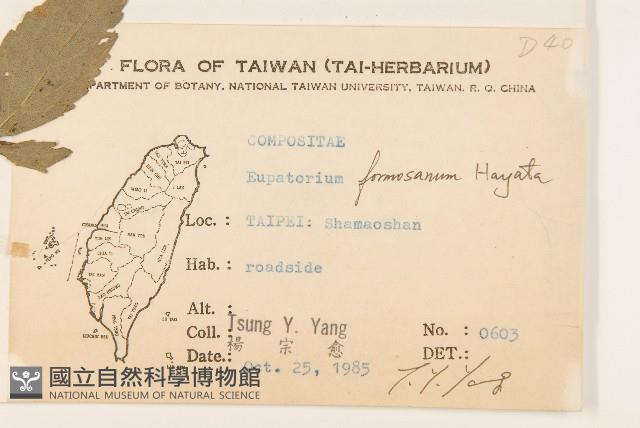 D40
FLORA OF TAIWAN (TAI-HERBARIUM)
PARTMENT OF BOTANY, NATIONAL TAIWAN UNIVERSITY, TAIWAN, R. O. CHINA
COMPOSITAE
Eupatorium formosanum Hayata
Loc. : TAIPEI: Shamaoshan
Hab. : roadside
Alt. :
Coll. : Tsung Y. Yang No. : 0603
楊宗愈 DET.:
Date.: Oct. 25, 1985 T. Y. Yang
國立自然科學博物館
NATIONAL MUSEUM OF NATURAL SCIENCE